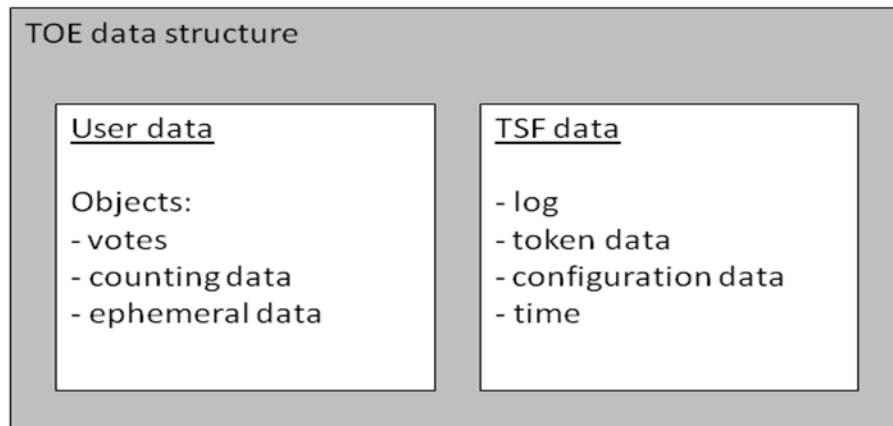 TOE data structure
User data
Objects:
- votes
- counting data
- ephemeral data
TSF data
- log
- token data
- configuration data
- time